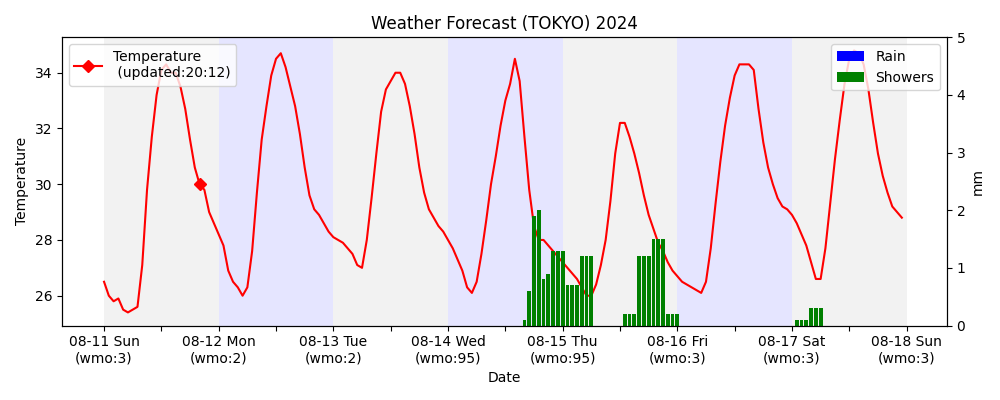 Weather Forecast (TOKYO) 2024
Temperature
(updated:20:12)
Rain
Showers
Temperature
34
32
30
28
26
5
4
3
2
1
0
mm
08-11 Sun
(wmo:3)
08-12 Mon
(wmo:2)
08-13 Tue
(wmo:2)
08-14 Wed
(wmo:95)
08-15 Thu
(wmo:95)
08-16 Fri
(wmo:3)
08-17 Sat
(wmo:3)
08-18 Sun
(wmo:3)
Date